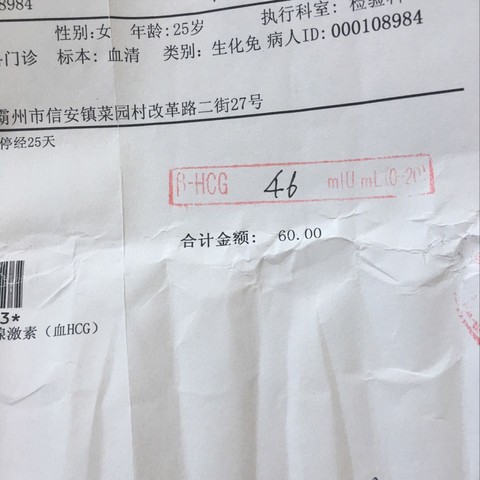 8984
执行科室: 检验科
性别:女 年龄:25岁
门诊 标本: 血清 类别: 生化免 病人ID: 000108984
霸州市信安镇菜园村改革路二街27号
停经25天
β-HCG 46 mIU mL(0-20)
合计金额: 60.00
3*
腺激素（血HCG）